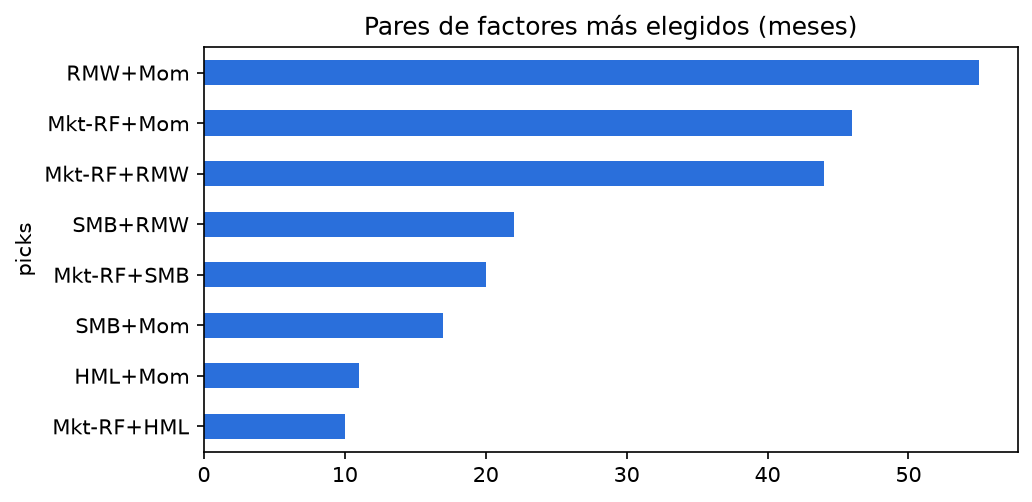 Pares de factores más elegidos (meses)
picks
RMW+Mom
Mkt-RF+Mom
Mkt-RF+RMW
SMB+RMW
Mkt-RF+SMB
SMB+Mom
HML+Mom
Mkt-RF+HML
0 10 20 30 40 50